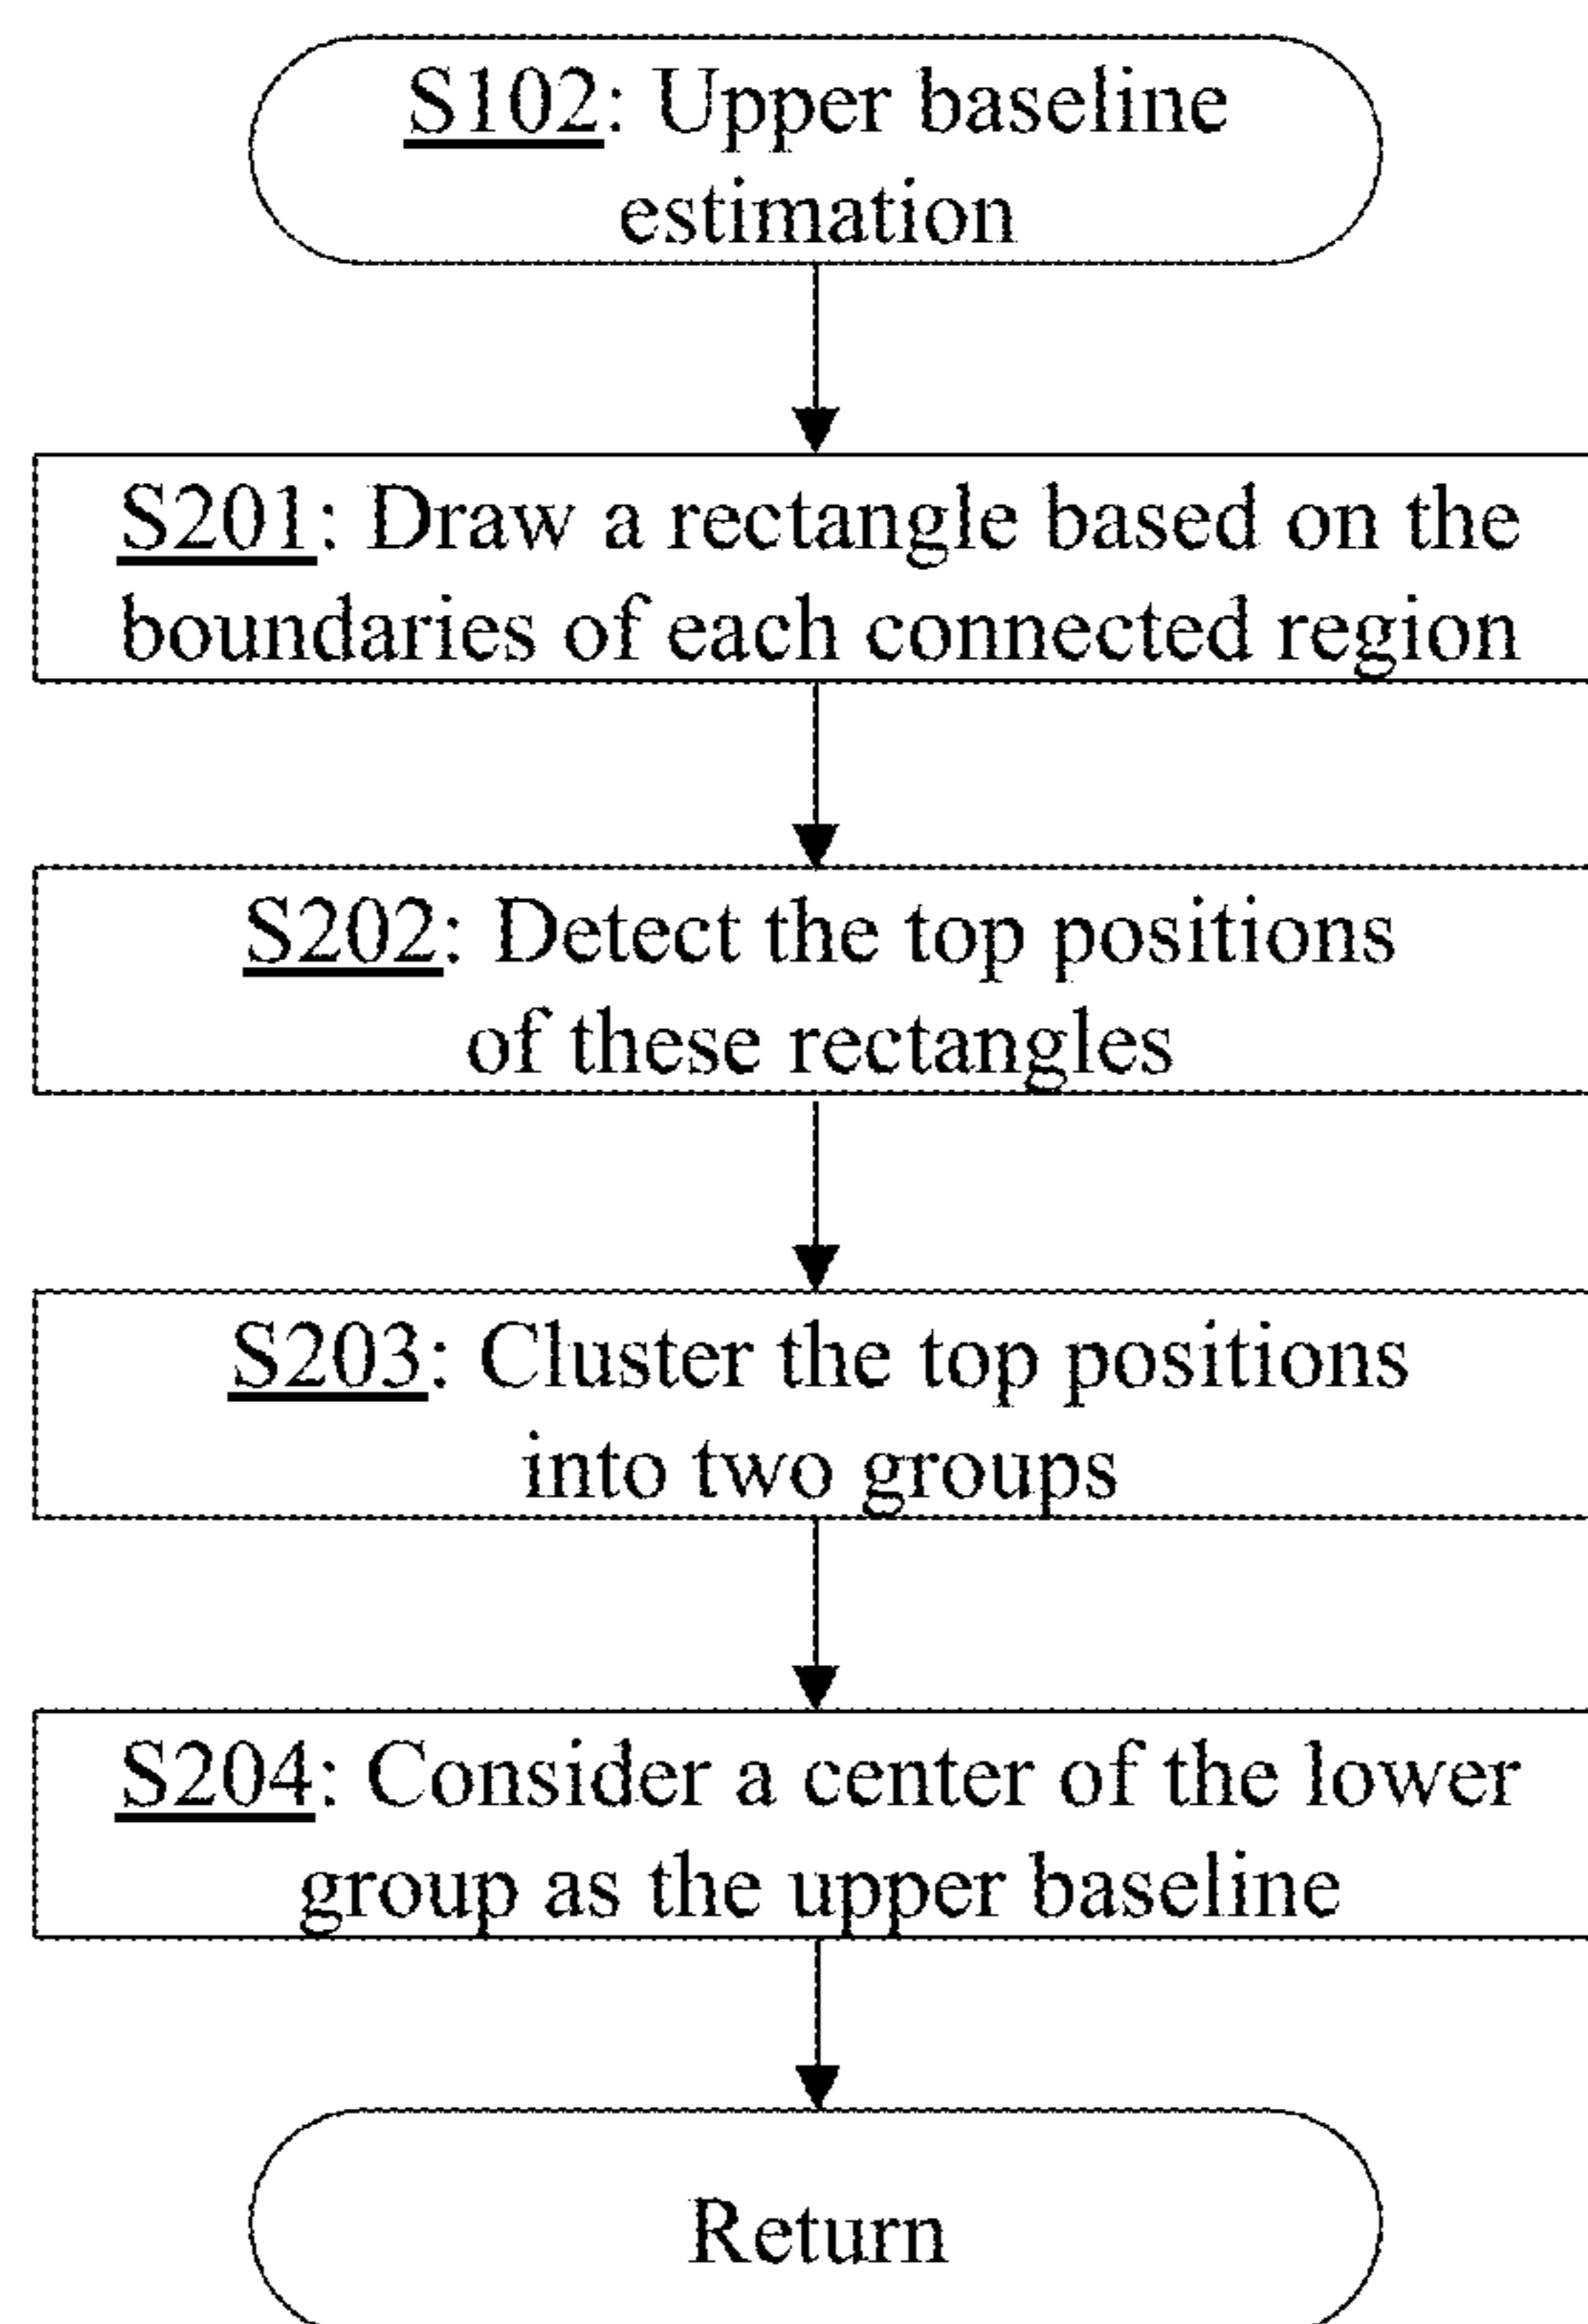 S102: Upper baseline
estimation
S201: Draw a rectangle based on the
boundaries of each connected region
S202: Detect the top positions
of these rectangles
S203: Cluster the top positions
into two groups
S204: Consider a center of the lower
group as the upper baseline
Return